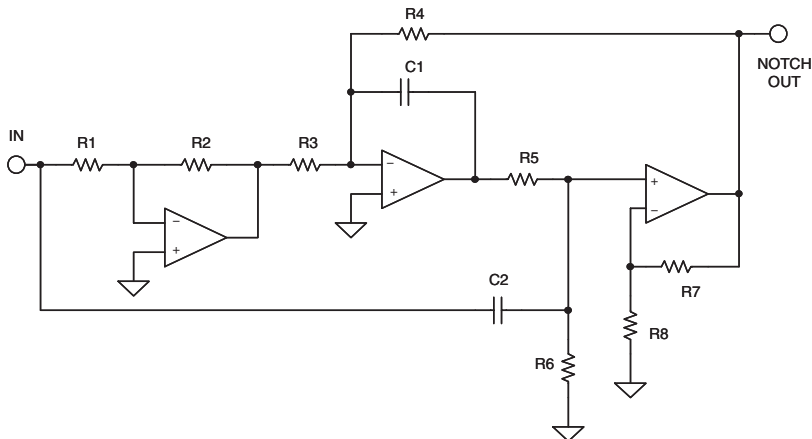 R4
C1
NOTCH
OUT
IN
R1
R2
R3
−
+
R5
+
−
−
+
R7
C2
R8
R6